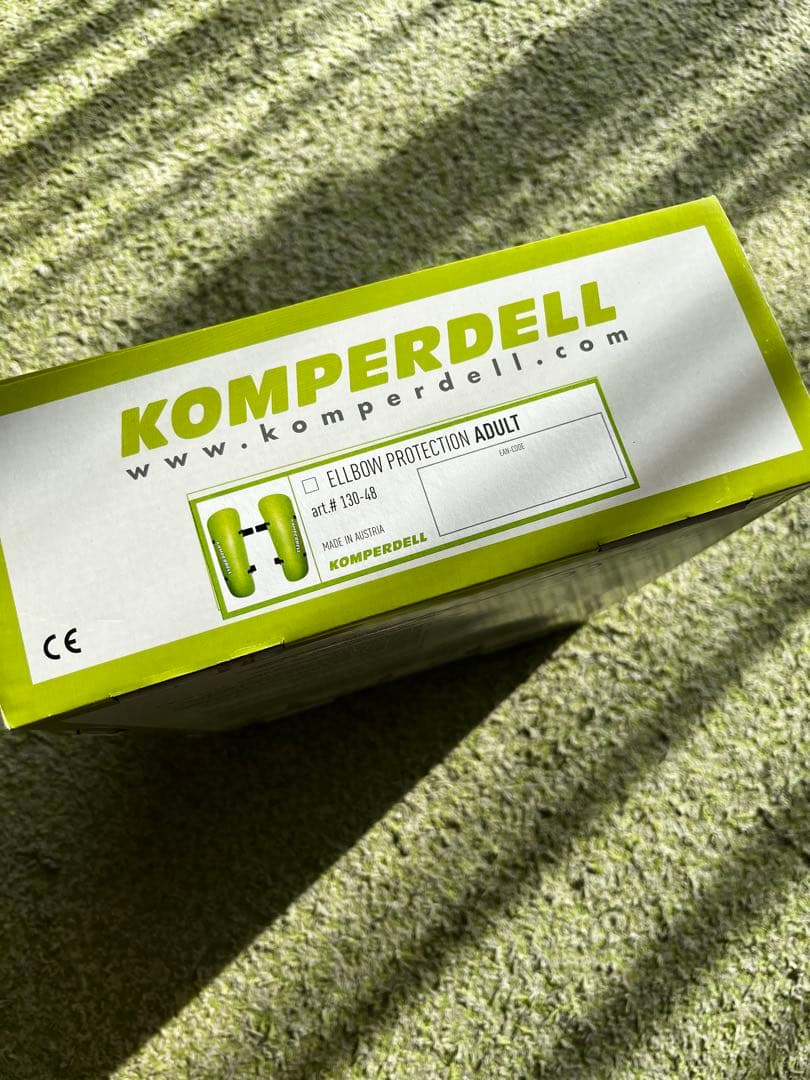 KOMPERDELL
www.komperdell.com
ELLBOW PROTECTION ADULT
art.# 130-48
EAN-CODE
MADE IN AUSTRIA
KOMPERDELL
CE